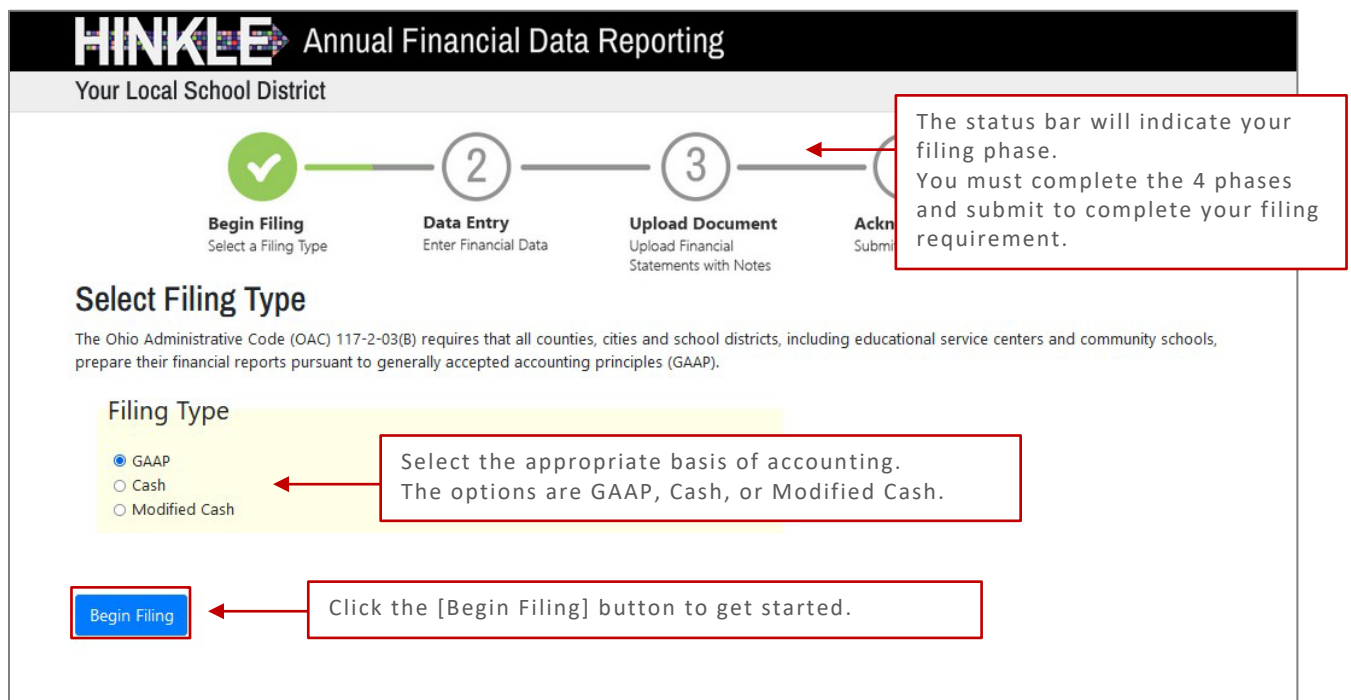 HINKLE Annual Financial Data Reporting
Your Local School District
The status bar will indicate your
filing phase.
You must complete the 4 phases
and submit to complete your filing
requirement.
2
3
Begin Filing
Select a Filing Type
Data Entry
Enter Financial Data
Upload Document
Upload Financial
Statements with Notes
Select Filing Type
The Ohio Administrative Code (OAC) 117-2-03(B) requires that all counties, cities and school districts, including educational service centers and community schools,
prepare their financial reports pursuant to generally accepted accounting principles (GAAP).
Filing Type
GAAP
Cash
Modified Cash
Select the appropriate basis of accounting.
The options are GAAP, Cash, or Modified Cash.
Begin Filing
Click the [Begin Filing] button to get started.